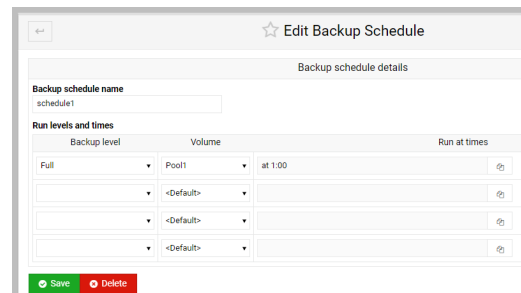 Edit Backup Schedule
Backup schedule details
Backup schedule name
schedule1
Run levels and times
Backup level Volume Run at times
Full Pool1 at 1:00
<Default>
<Default>
<Default>
Save Delete